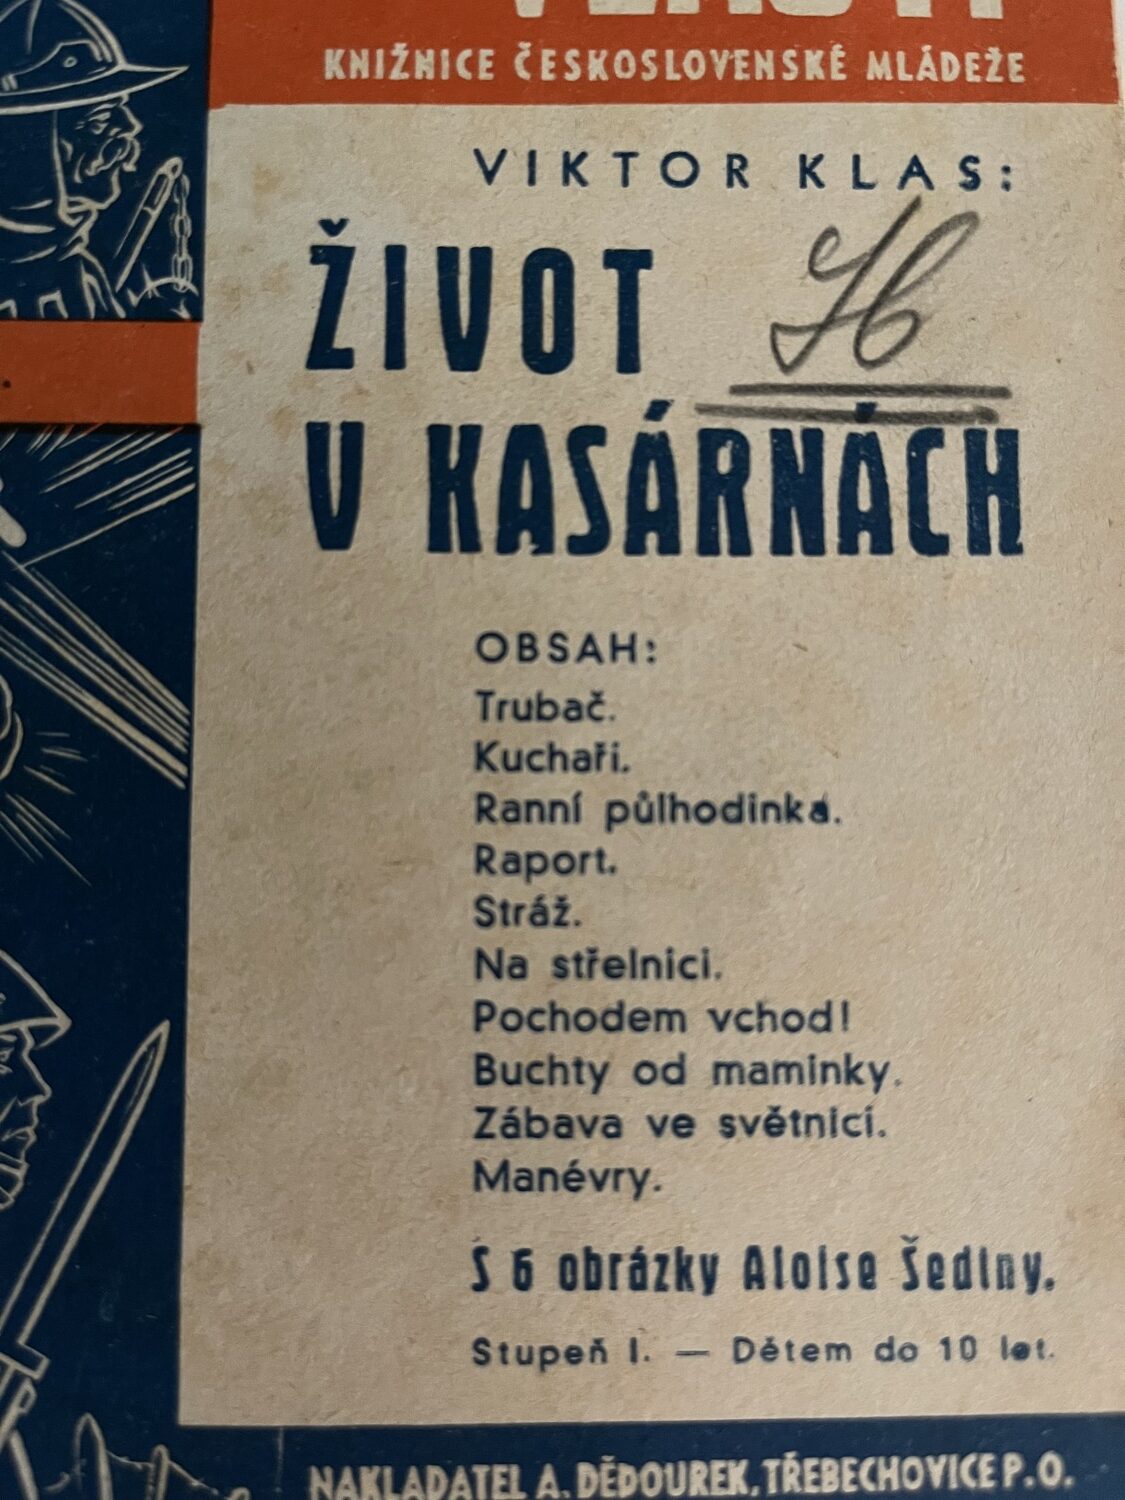 KNIŽNICE ČESKOSLOVENSKÉ MLÁDEŽE
VIKTOR KLAS:
ŽIVOT
V KASÁRNÁCH
OBSAH:
Trubač.
Kuchaři.
Ranní půlhodinka.
Raport.
Stráž.
Na střelnici.
Pochodem vchod!
Buchty od maminky.
Zábava ve světnici.
Manévry.
S 6 obrázky Aloise Šediny.
Stupeň I. — Dětem do 10 let.
NAKLADATEL A. DĚDOUREK, TŘEBECHOVICE P. O.